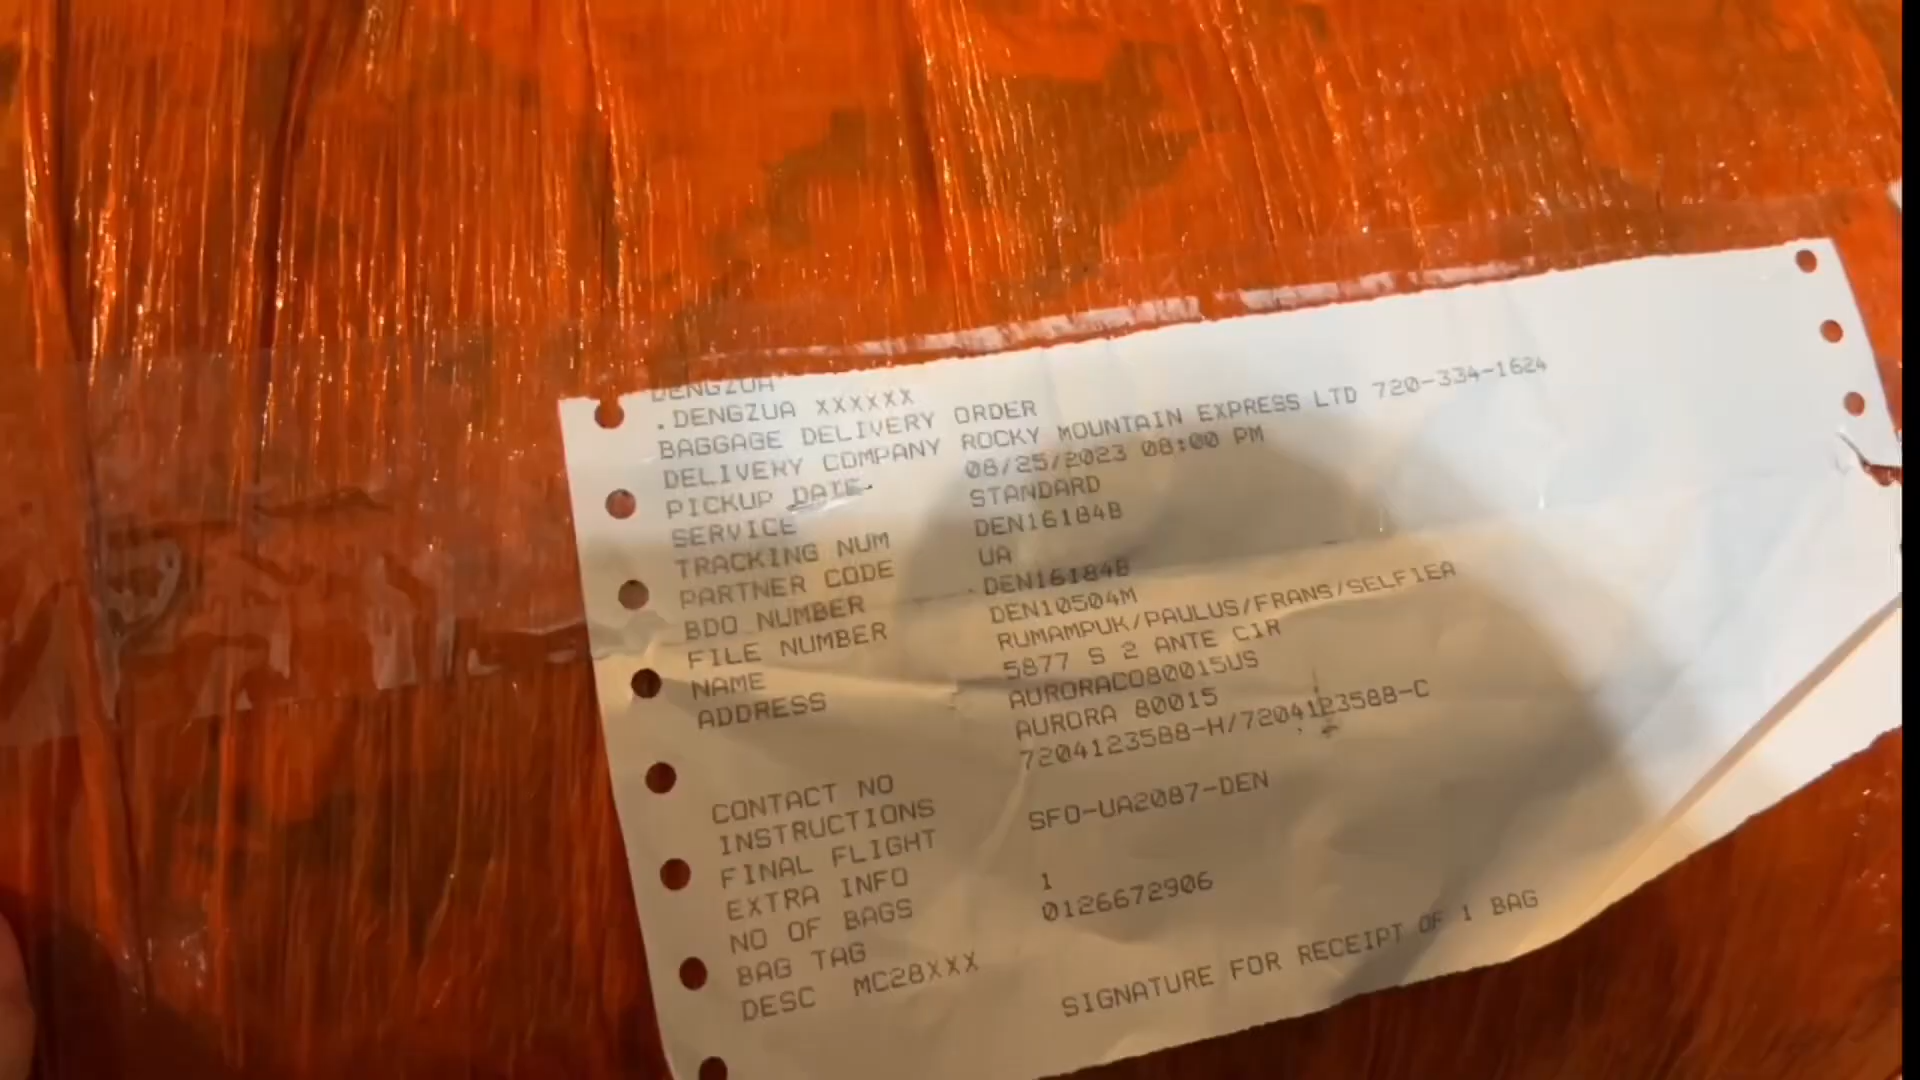 DENGZUA
.DENGZUA XXXXXX
BAGGAGE DELIVERY ORDER
DELIVERY COMPANY ROCKY MOUNTAIN EXPRESS LTD 720-334-1624
PICKUP DATE 08/25/2023 08:00 PM
SERVICE STANDARD
TRACKING NUM DEN16184B
PARTNER CODE UA
BDO NUMBER DEN16184B
FILE NUMBER DEN10504M
NAME RUMAMPUK/PAULUS/FRANS/SELFIEA
ADDRESS 5877 S 2 ANTE CIR
AURORACO80015US
AURORA 80015
CONTACT NO 7204123588-H/7204123588-C
INSTRUCTIONS
FINAL FLIGHT SFO-UA2087-DEN
EXTRA INFO
NO OF BAGS 1
BAG TAG 0126672906
DESC MC28XXX
SIGNATURE FOR RECEIPT OF 1 BAG